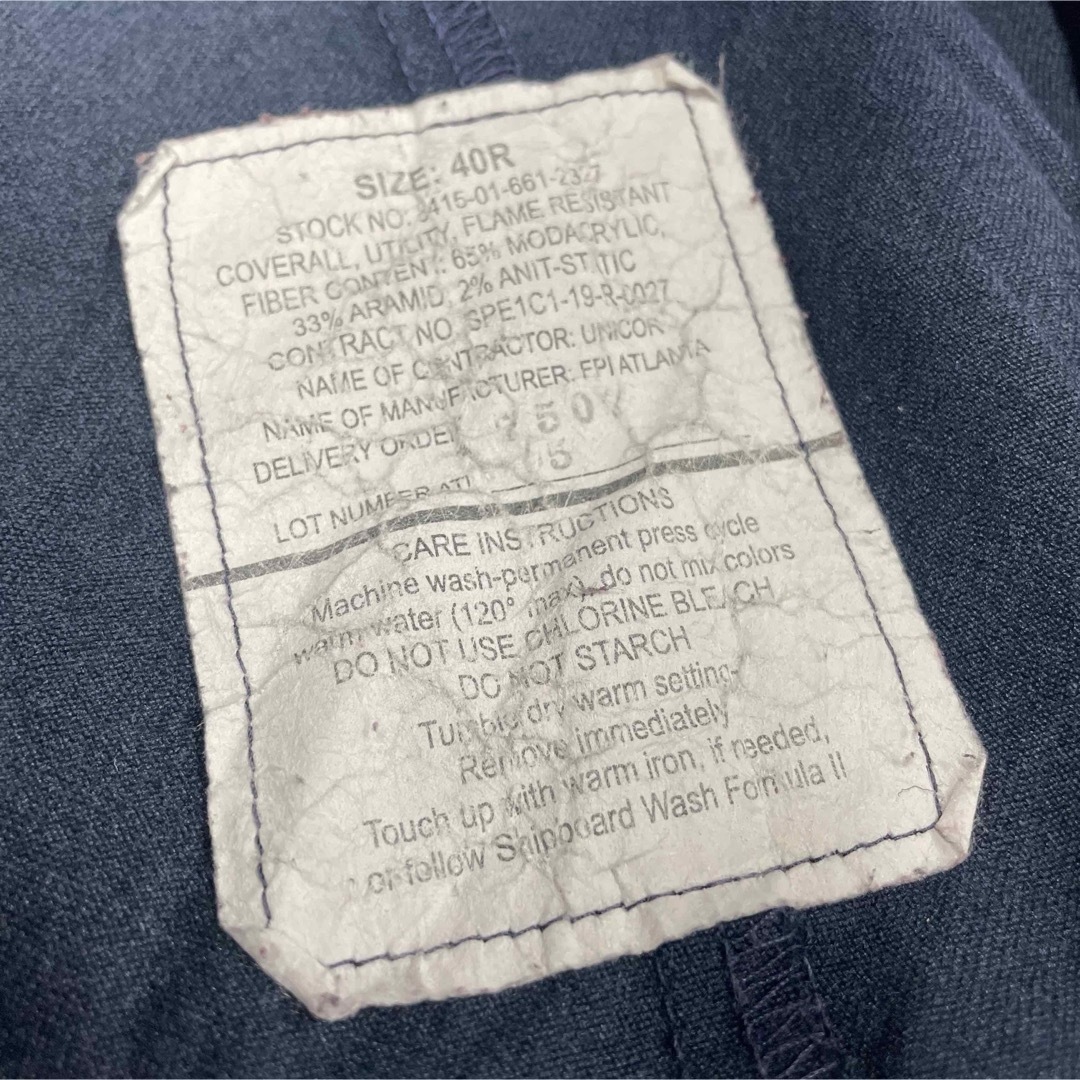 SIZE: 40R
STOCK NO: 8415-01-661-2327
COVERALL, UTILITY, FLAME RESISTANT
FIBER CONTENT: 65% MODACRYLIC,
33% ARAMID, 2% ANIT-STATIC
CONTRACT NO. SPE1C1-19-R-0027
NAME OF CONTRACTOR: UNICOR
NAME OF MANUFACTURER: FPI ATLANTA
DELIVERY ORDER
LOT NUMBER
CARE INSTRUCTIONS
Machine wash-permanent press cycle
warm water (120° max), do not mix colors
DO NOT USE CHLORINE BLEACH
DO NOT STARCH
Tumble dry warm setting-
Remove immediately
Touch up with warm iron, if needed,
or follow Shipboard Wash Formula II